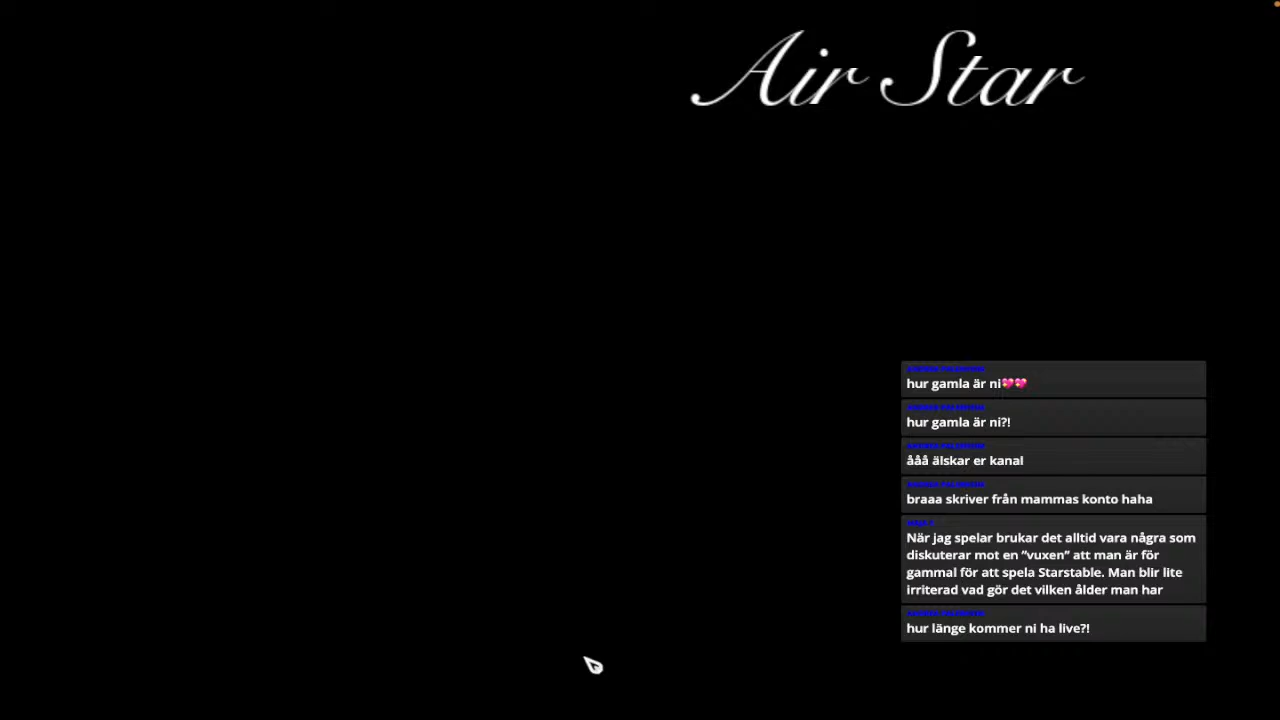 Air Star
hur gamla är ni💖💖
hur gamla är ni?!
ååå älskar er kanal
braaa skriver från mammas konto haha
När jag spelar brukar det alltid vara några som
diskuterar mot en ”vuxen” att man är för
gammal för att spela Starstable. Man blir lite
irriterad vad gör det vilken ålder man har
hur länge kommer ni ha live?!